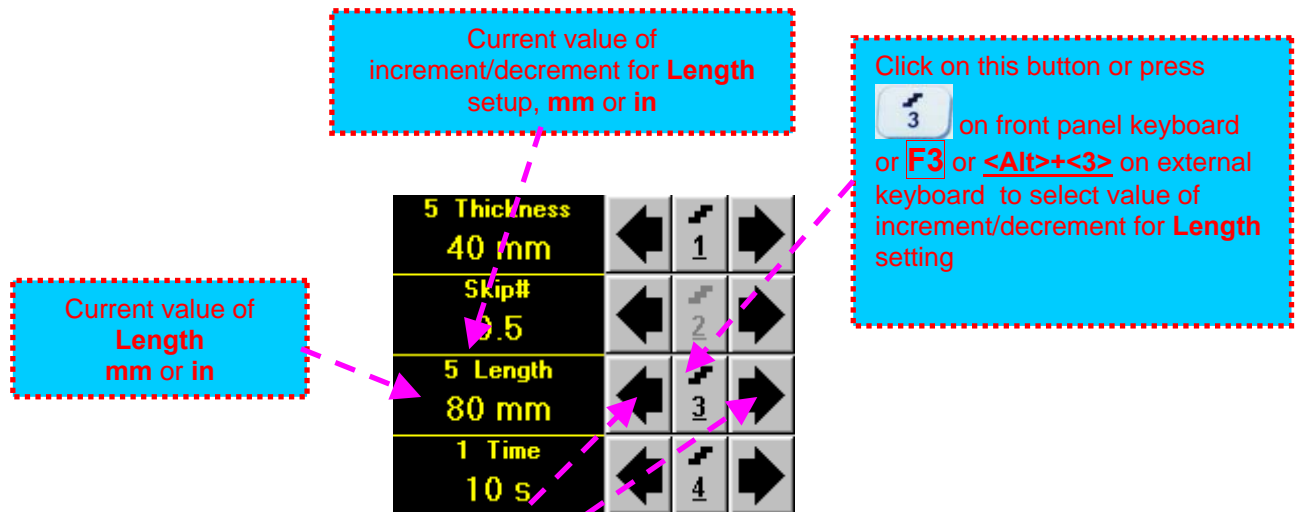 Current value of
increment/decrement for Length
setup, mm or in
Click on this button or press
3 on front panel keyboard
or F3 or <Alt>+<3> on external
keyboard to select value of
increment/decrement for Length
setting
5 Thickness
40 mm
1
Skip#
0.5
2
Current value of
Length
mm or in
5 Length
80 mm
3
1 Time
10 s
4